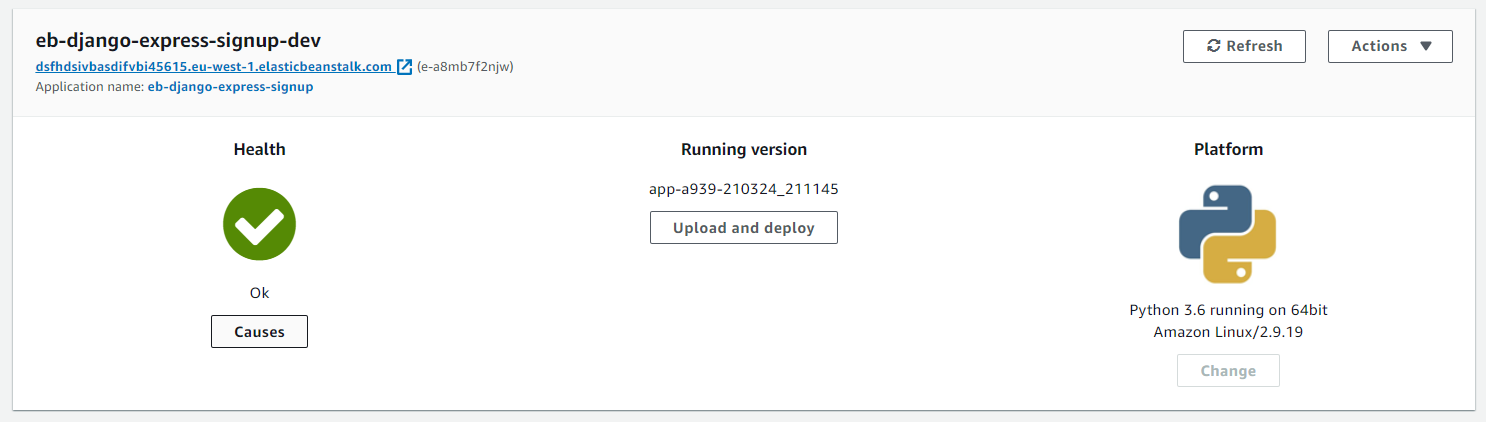 eb-django-express-signup-dev
dsfhdsivbasdifvbi45615.eu-west-1.elasticbeanstalk.com (e-a8mb7f2njw)
Application name: eb-django-express-signup
Refresh
Actions
Health
Ok
Causes
Running version
app-a939-210324_211145
Upload and deploy
Platform
Python 3.6 running on 64bit
Amazon Linux/2.9.19
Change